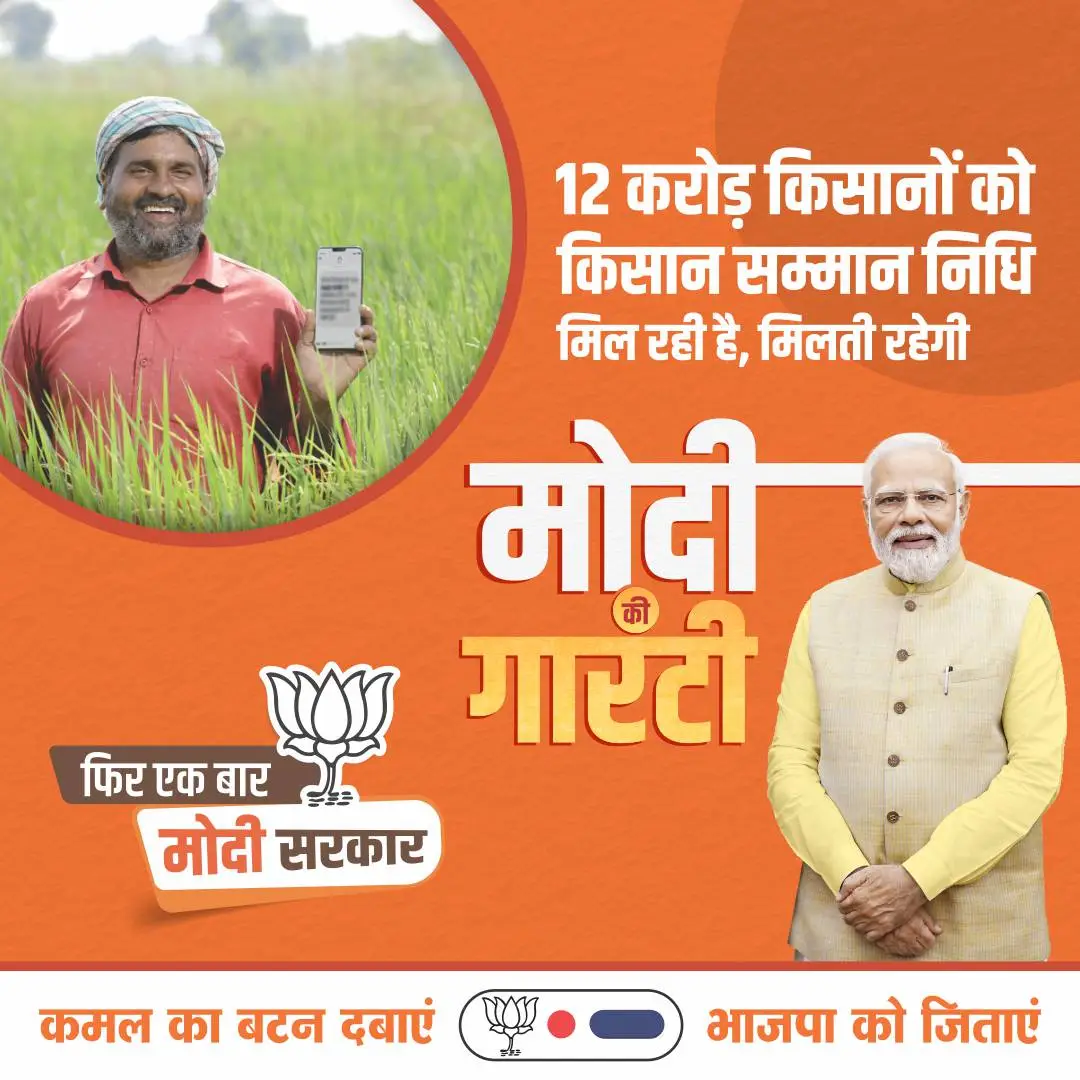 12 करोड़ किसानों को
किसान सम्मान निधि
मिल रही है, मिलती रहेगी
मोदी
की
गारंटी
फिर एक बार
मोदी सरकार
कमल का बटन दबाएं
भाजपा को जिताएं